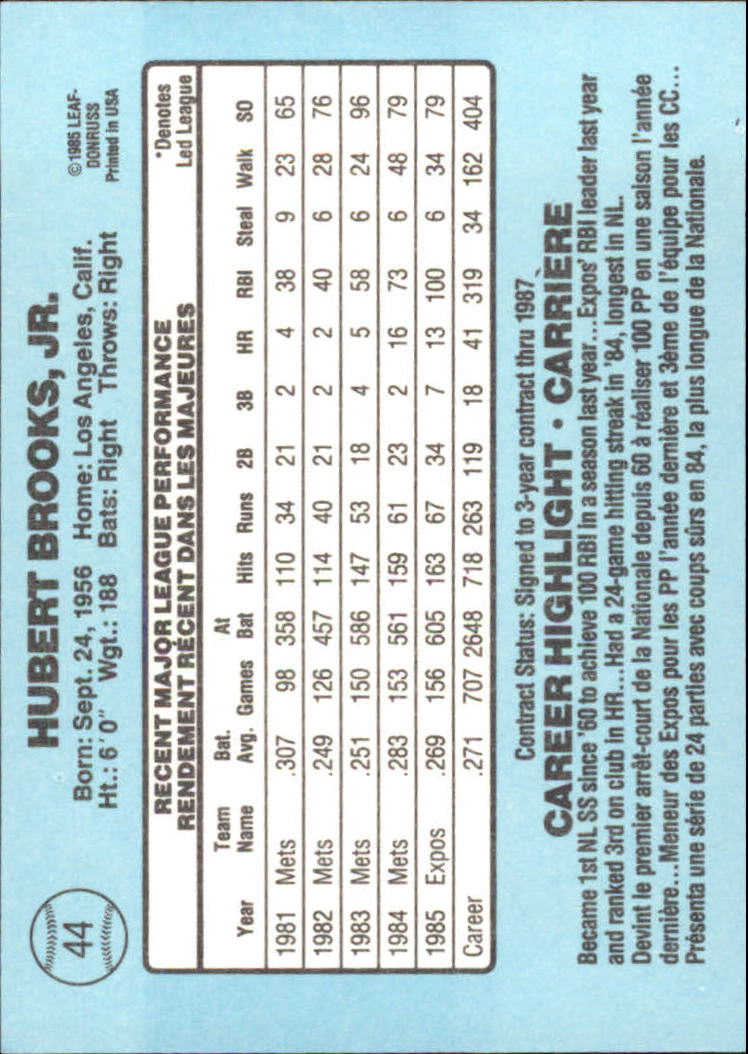 44
HUBERT BROOKS, JR.
Born: Sept. 24, 1956 Home: Los Angeles, Calif.
Ht.: 6' 0" Wgt.: 188 Bats: Right Throws: Right
©1985 LEAF-
DONRUSS
Printed in USA
RECENT MAJOR LEAGUE PERFORMANCE
RENDEMENT RÉCENT DANS LES MAJEURES
*Denotes
Led League
Team Bat. At
Year Name Avg. Games Bat Hits Runs 2B 3B HR RBI Steal Walk SO
1981 Mets .307 98 358 110 34 21 2 4 38 9 23 65
1982 Mets .249 126 457 114 40 21 2 2 40 6 28 76
1983 Mets .251 150 586 147 53 18 4 5 58 6 24 96
1984 Mets .283 153 561 159 61 23 2 16 73 6 48 79
1985 Expos .269 156 605 163 67 34 7 13 100 6 34 79
Career .271 707 2648 718 263 119 18 41 319 34 162 404
Contract Status: Signed to 3-year contract thru 1987
CAREER HIGHLIGHT • CARRIÈRE
Became 1st NL SS since '60 to achieve 100 RBI in a season last year...Expos' RBI leader last year
and ranked 3rd on club in HR...Had a 24-game hitting streak in '84, longest in NL.
Devint le premier arrêt-court de la Nationale depuis 60 à réaliser 100 PP en une saison l'année
dernière...Meneur des Expos pour les PP l'année dernière et 3ème de l'équipe pour les CC...
Présenta une série de 24 parties avec coups sûrs en 84, la plus longue de la Nationale.